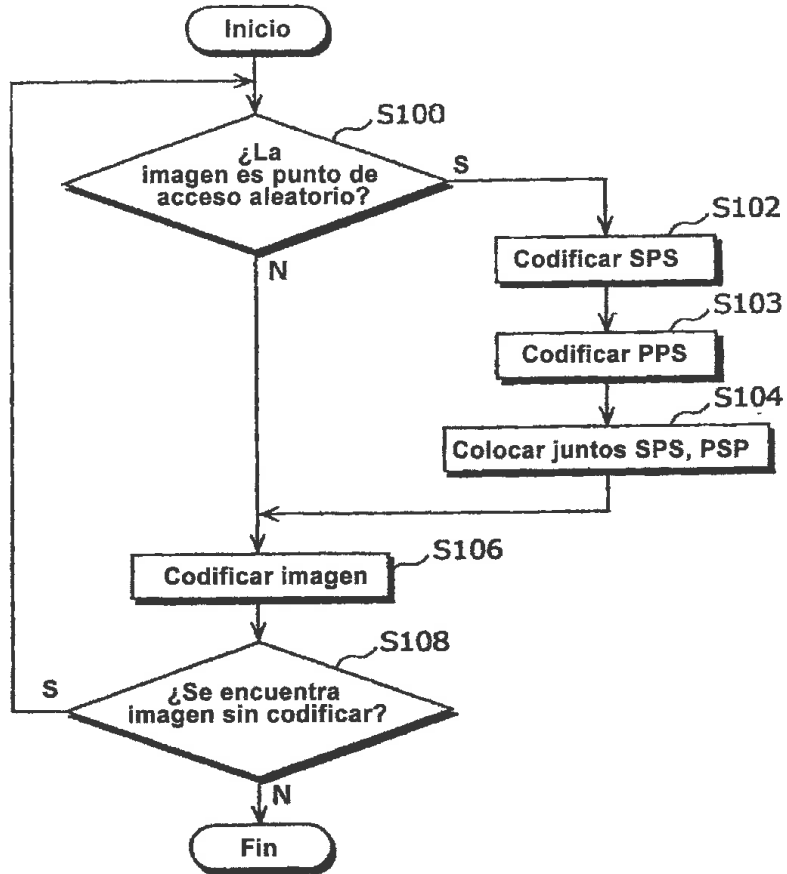 Inicio
S100
¿La
imagen es punto de
acceso aleatorio?
S
N
S102
Codificar SPS
S103
Codificar PPS
S104
Colocar juntos SPS, PSP
S106
Codificar imagen
S108
¿Se encuentra
imagen sin codificar?
S
N
Fin